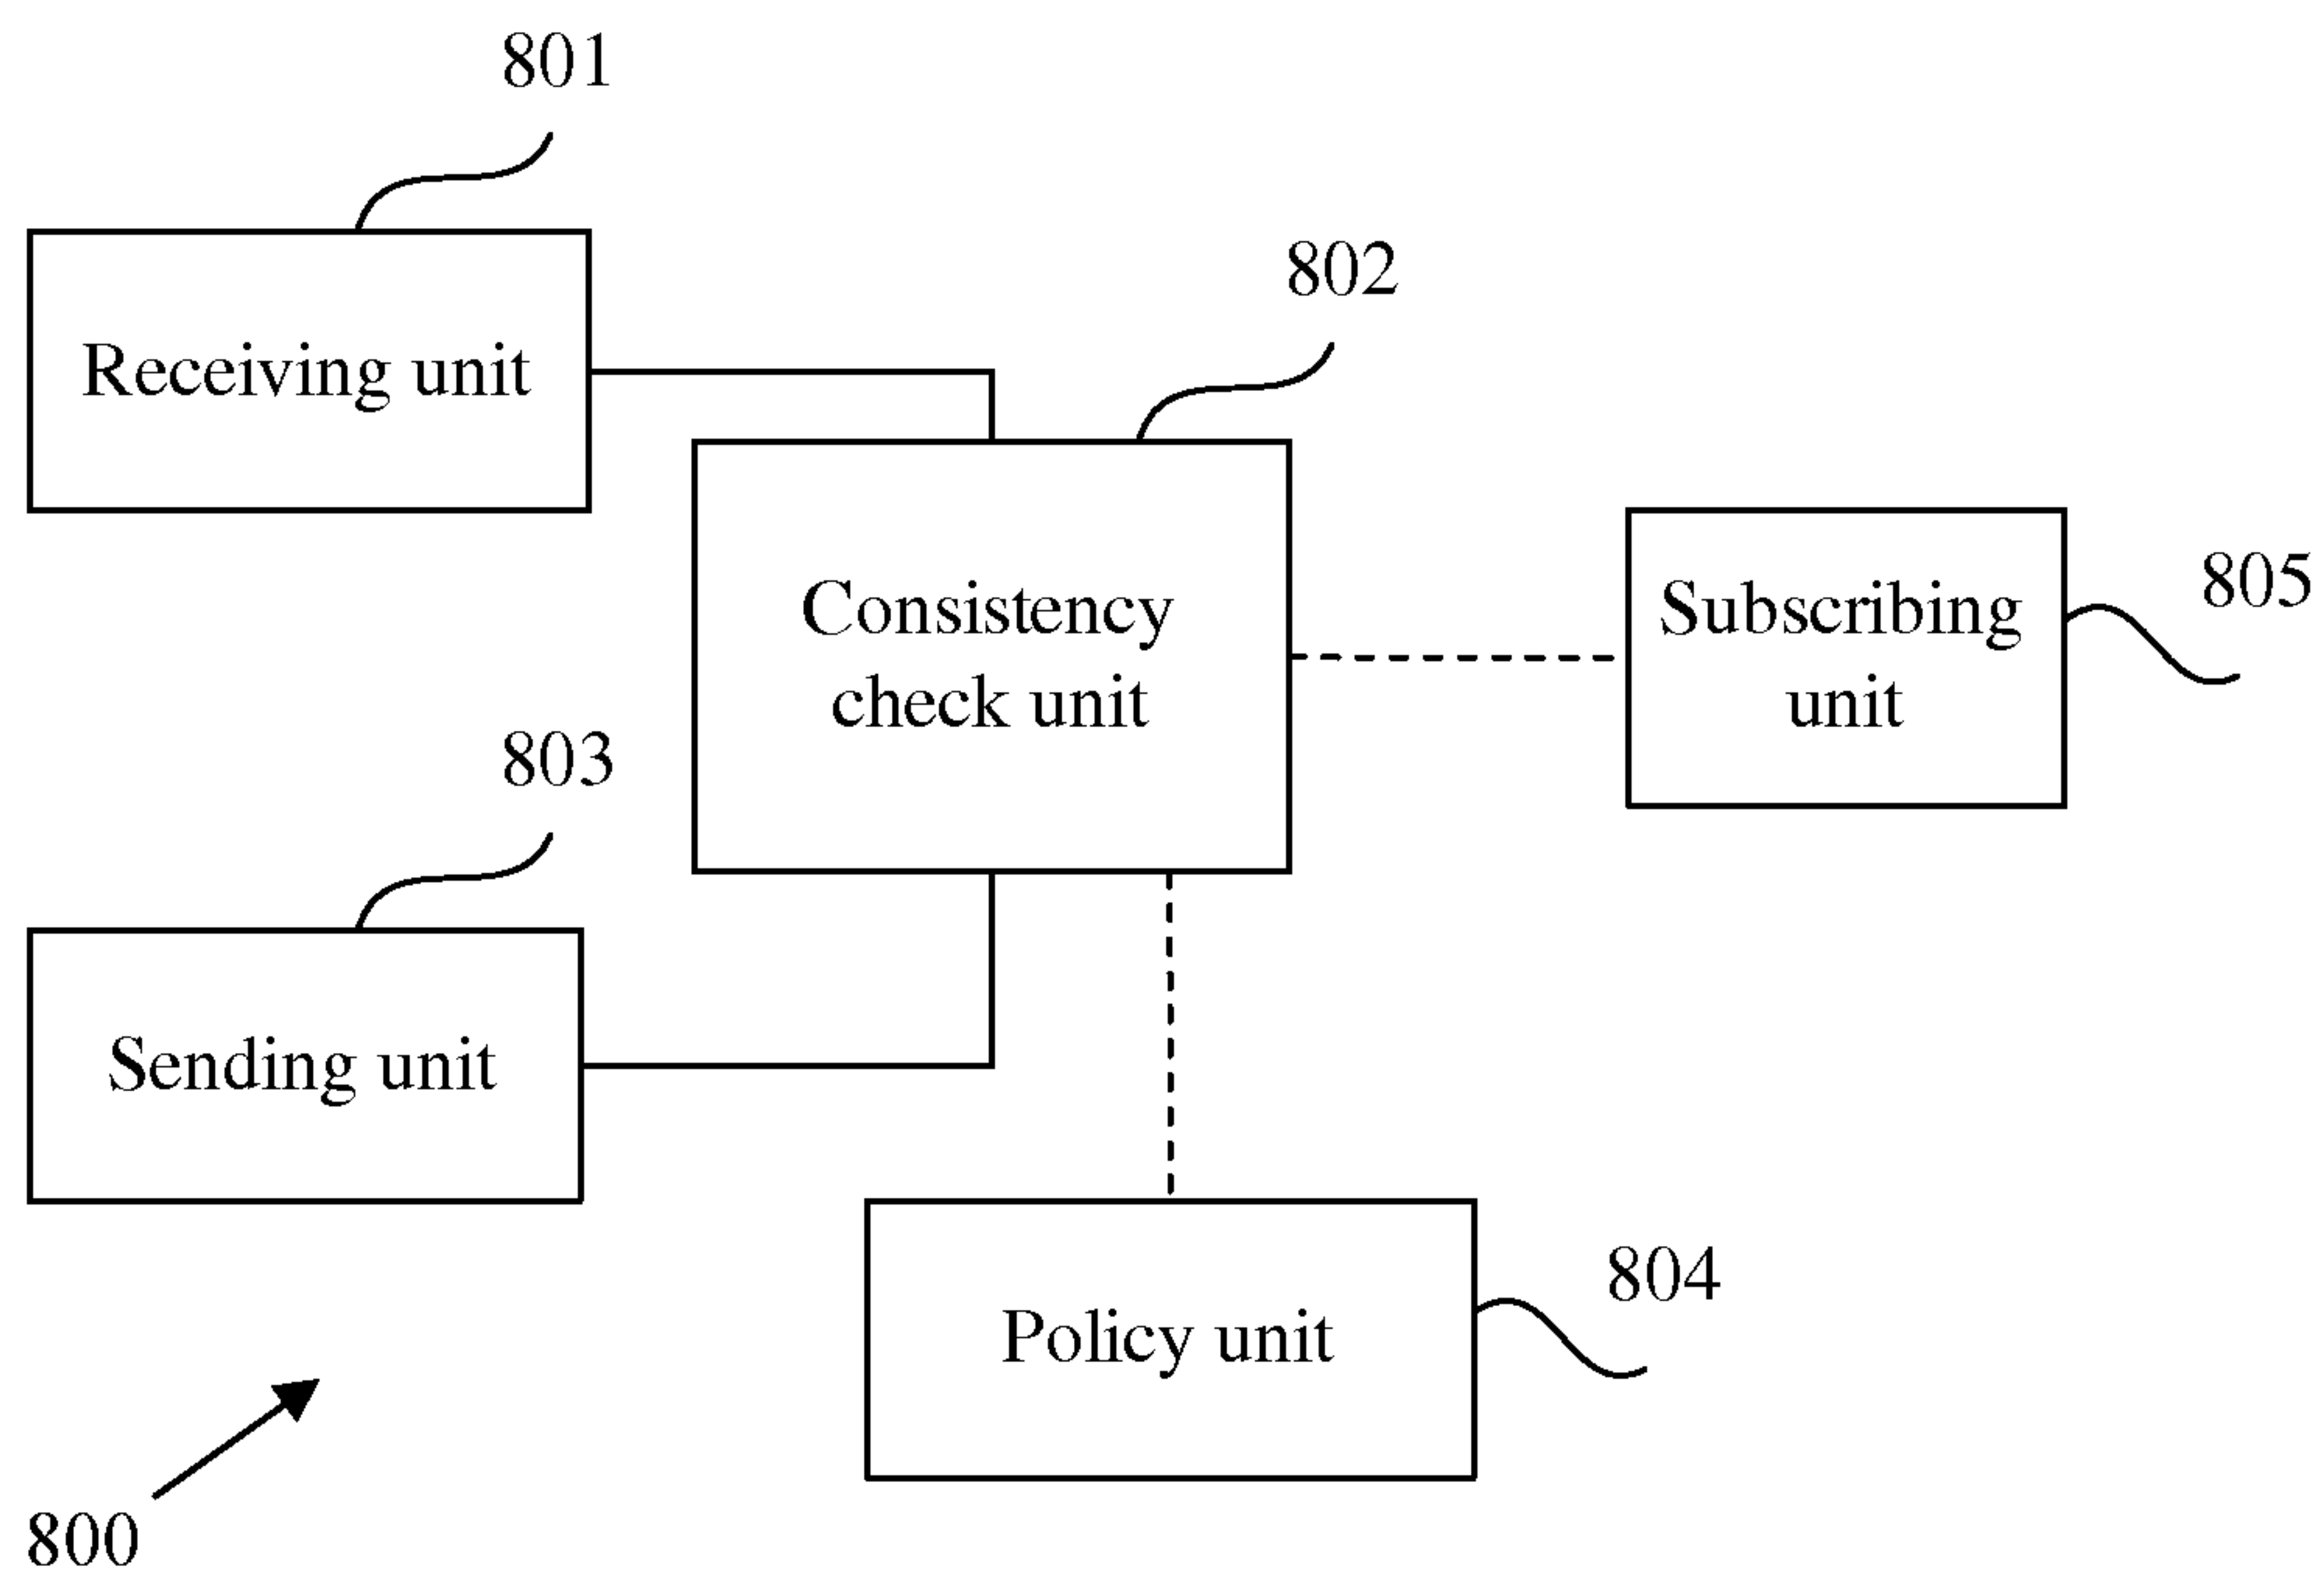 801
Receiving unit
802
Consistency
check unit
805
Subscribing
unit
803
Sending unit
804
Policy unit
800